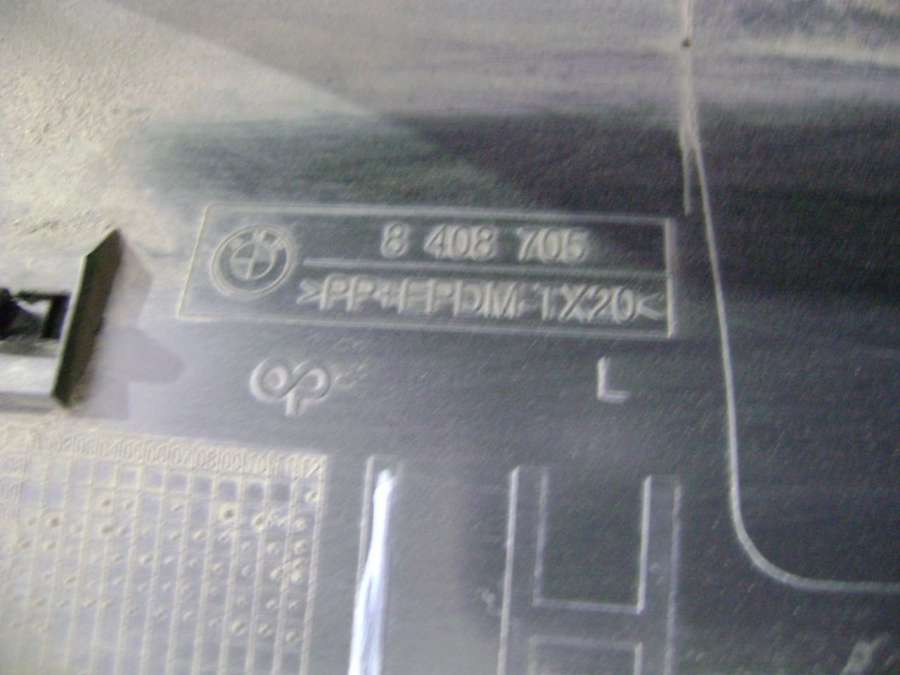 8 408 705
>PP+EPDM-TX20<
L